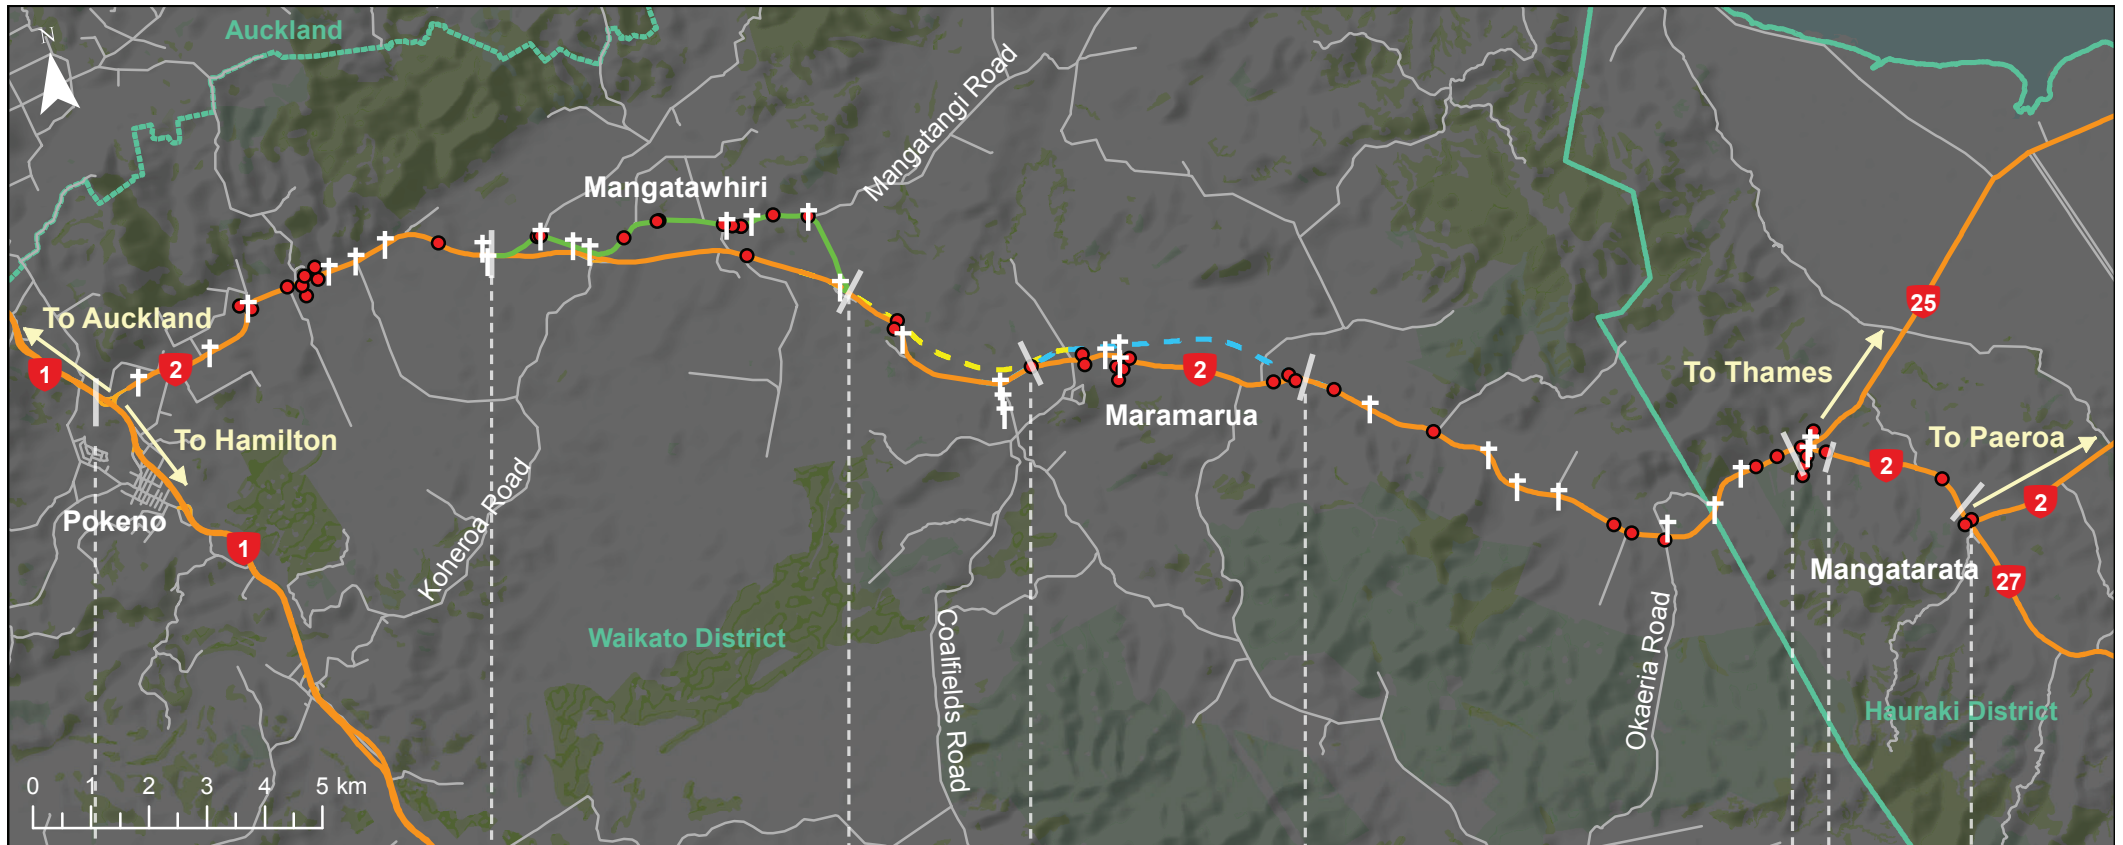 N
Auckland
Mangatangi Road
Mangatawhiri
25
To Auckland
1
2
2
To Thames
Maramarua
To Hamilton
To Paeroa
2
2
Pokeno
Koheroa Road
1
Mangatarata
27
Waikato District
Coalfields Road
Okaeria Road
Hauraki District
0 1 2 3 4 5 km